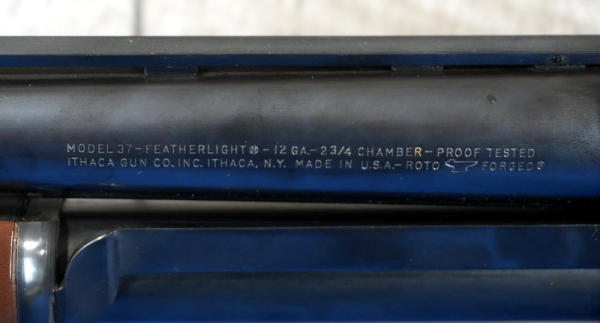 MODEL 37-FEATHERLIGHT®-12 GA.-2 3/4 CHAMBER-PROOF TESTED
ITHACA GUN CO., INC. ITHACA, N.Y. MADE IN U.S.A.-ROTO FORGED®